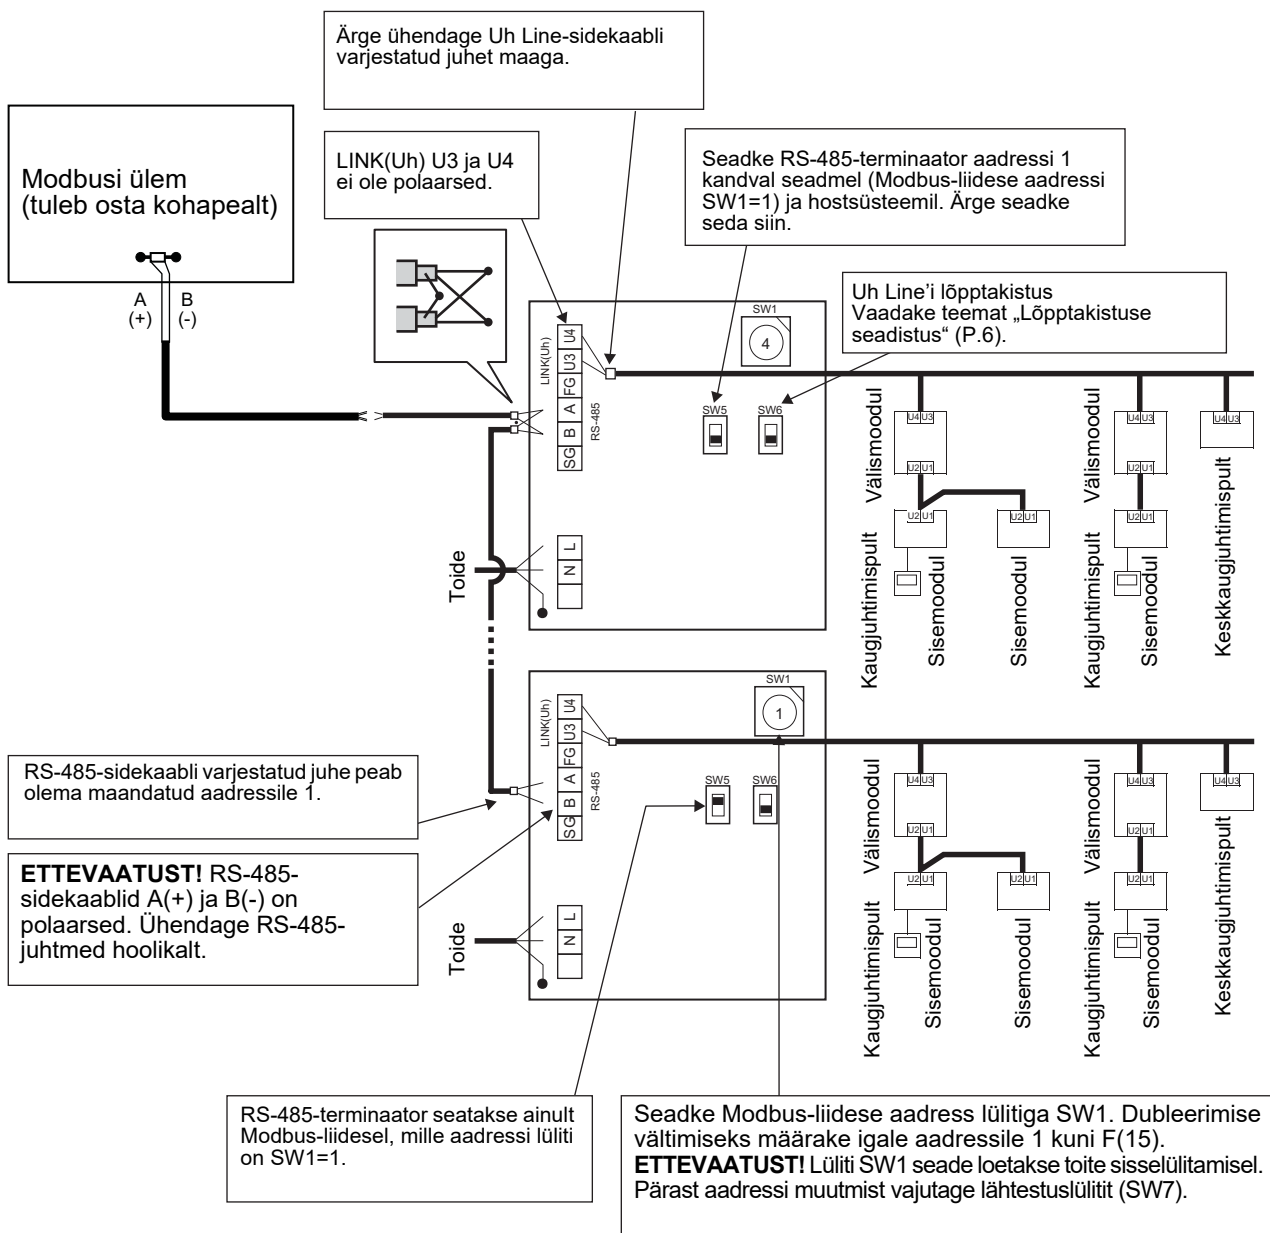 Ärge ühendage Uh Line-sidekaabli
varjestatud juhet maaga.
Modbusi ülem
(tuleb osta kohapealt)
A
(+)
B
(-)
LINK(Uh) U3 ja U4
ei ole polaarsed.
Seadke RS-485-terminaator aadressi 1
kandval seadmel (Modbus-liidese aadressi
SW1=1) ja hostsüsteemil. Ärge seadke
seda siin.
Uh Line’i lõpptakistus
Vaadake teemat „Lõpptakistuse
seadistus“ (P.6).
SW1
4
LINK(Uh)
U4
U3
FG
A
B
SG
RS-485
SW5
SW6
Toide
L
N
U4 U3
Välismoodul
U2 U1
U2 U1
Kaugjuhtimispult
Sisemoodul
U2 U1
Sisemoodul
U4 U3
Välismoodul
U2 U1
U2 U1
Kaugjuhtimispult
Sisemoodul
U4 U3
Keskkaugjuhtimispult
SW1
1
LINK(Uh)
U4
U3
FG
A
B
SG
RS-485
SW5
SW6
Toide
L
N
U4 U3
Välismoodul
U2 U1
U2 U1
Kaugjuhtimispult
Sisemoodul
U2 U1
Sisemoodul
U4 U3
Välismoodul
U2 U1
U2 U1
Kaugjuhtimispult
Sisemoodul
U4 U3
Keskkaugjuhtimispult
RS-485-sidekaabli varjestatud juhe peab
olema maandatud aadressile 1.
ETTEVAATUST! RS-485-
sidekaablid A(+) ja B(-) on
polaarsed. Ühendage RS-485-
juhtmed hoolikalt.
RS-485-terminaator seatakse ainult
Modbus-liidesel, mille aadressi lüliti
on SW1=1.
Seadke Modbus-liidese aadress lülitiga SW1. Dubleerimise
vältimiseks määrake igale aadressile 1 kuni F(15).
ETTEVAATUST! Lüliti SW1 seade loetakse toite sisselülitamisel.
Pärast aadressi muutmist vajutage lähtestuslülitit (SW7).